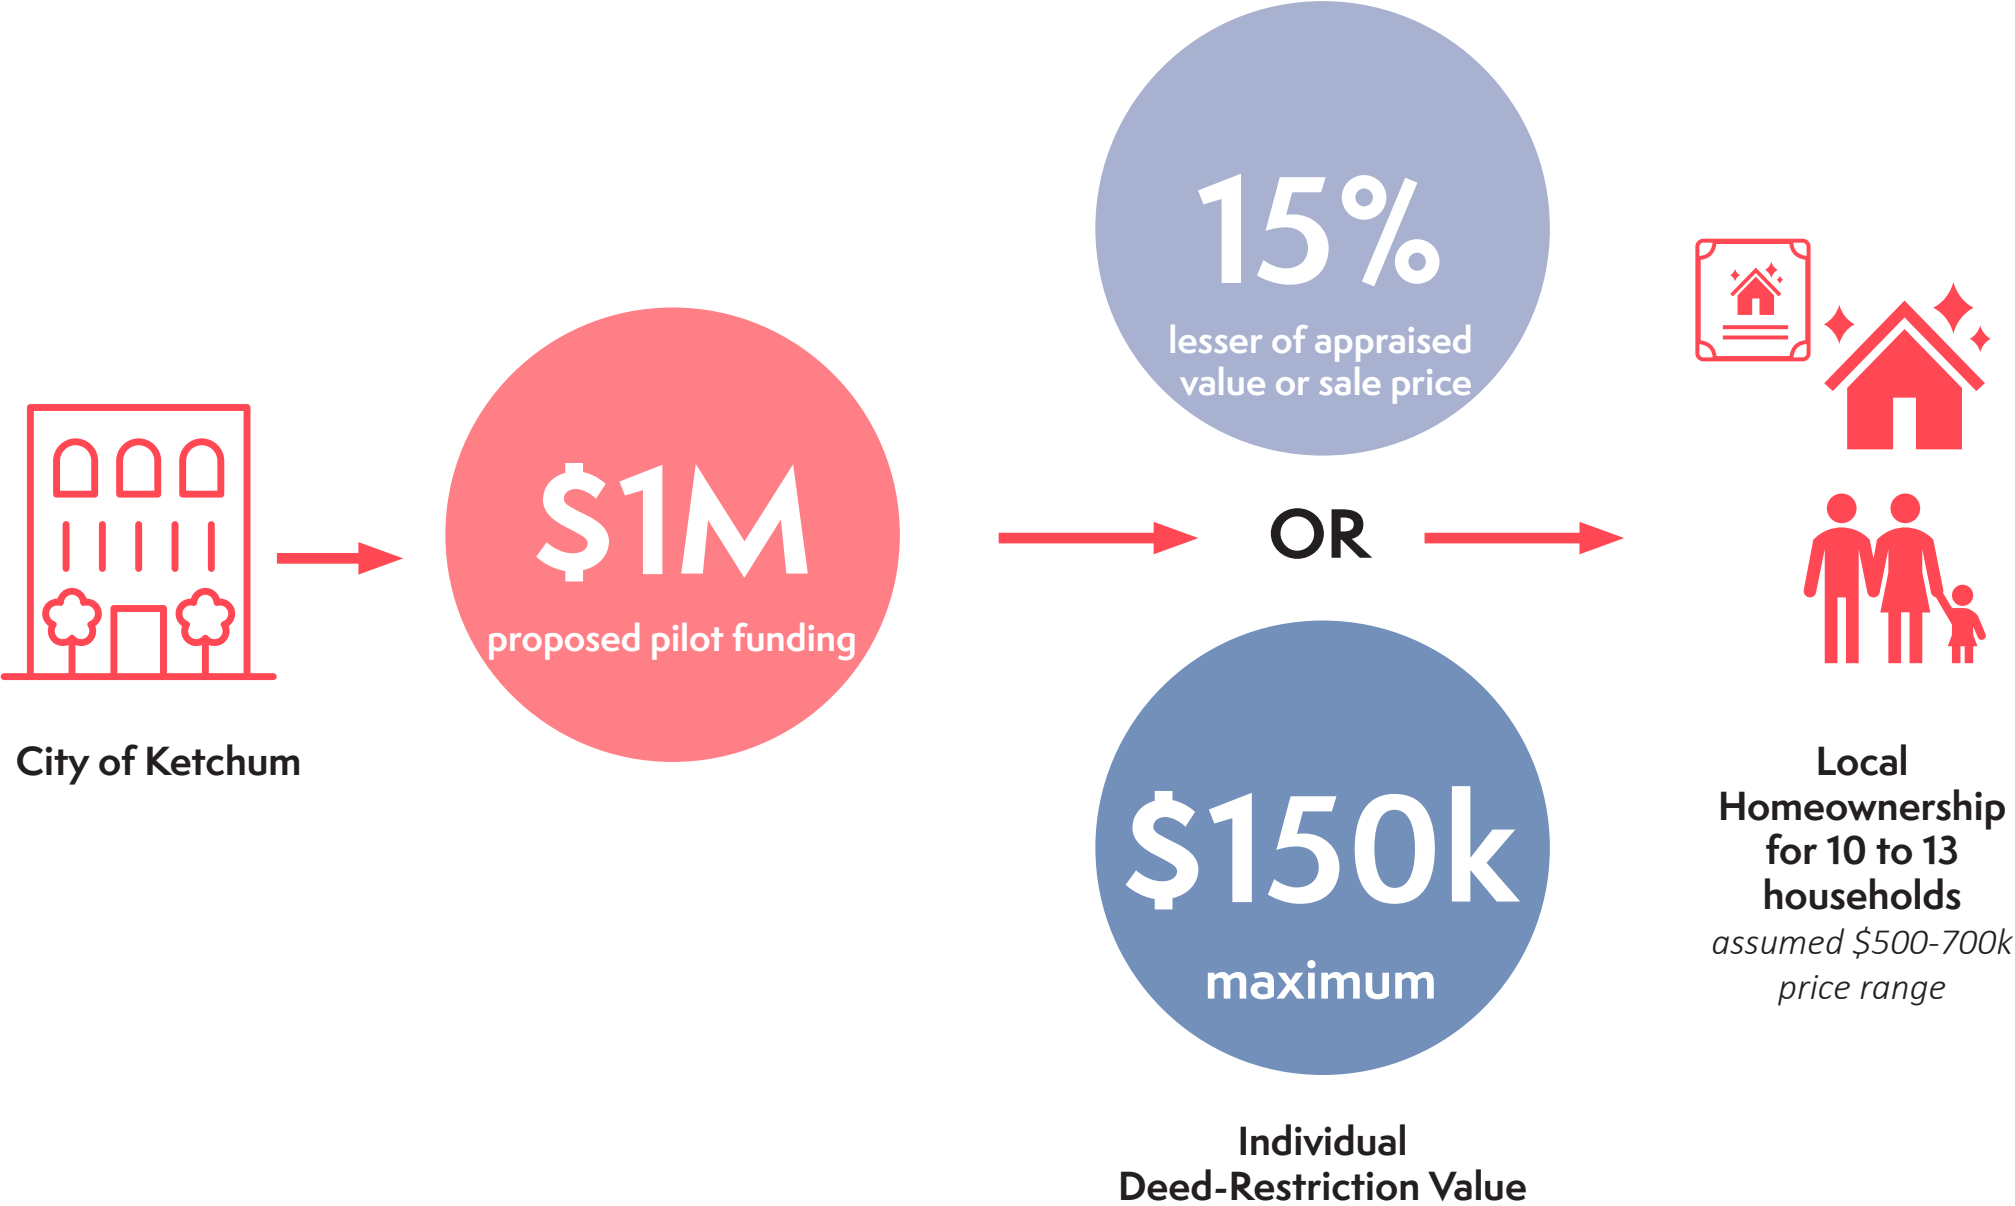 City of Ketchum
$1M
proposed pilot funding
15%
lesser of appraised
value or sale price
OR
$150k
maximum
Individual
Deed-Restriction Value
Local
Homeownership
for 10 to 13
households
assumed $500-700k
price range